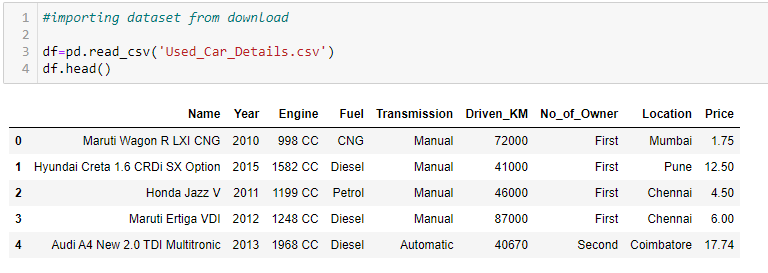 1 #importing dataset from download
2
3 df=pd.read_csv('Used_Car_Details.csv')
4 df.head()
Name Year Engine Fuel Transmission Driven_KM No_of_Owner Location Price
0 Maruti Wagon R LXI CNG 2010 998 CC CNG Manual 72000 First Mumbai 1.75
1 Hyundai Creta 1.6 CRDi SX Option 2015 1582 CC Diesel Manual 41000 First Pune 12.50
2 Honda Jazz V 2011 1199 CC Petrol Manual 46000 First Chennai 4.50
3 Maruti Ertiga VDI 2012 1248 CC Diesel Manual 87000 First Chennai 6.00
4 Audi A4 New 2.0 TDI Multitronic 2013 1968 CC Diesel Automatic 40670 Second Coimbatore 17.74